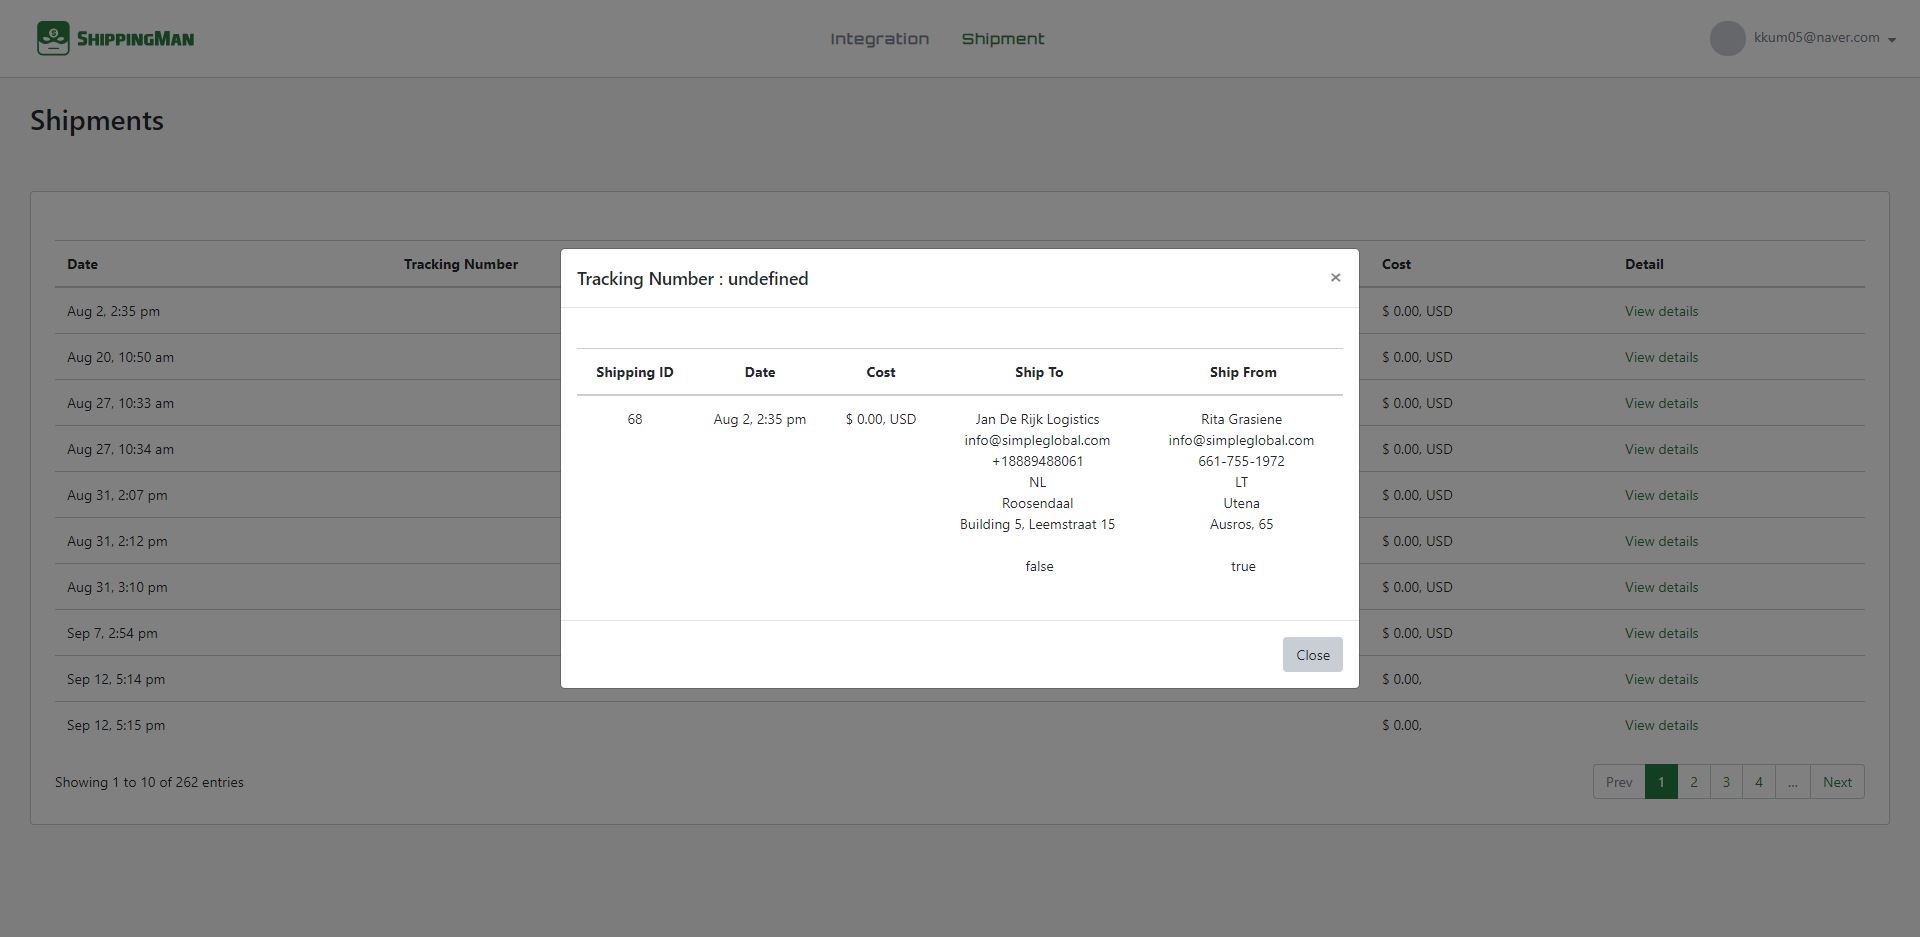 ShippingMan
Integration Shipment
kkum05@naver.com
Shipments
Date Tracking Number Cost Detail
Aug 2, 2:35 pm $ 0.00, USD View details
Aug 20, 10:50 am $ 0.00, USD View details
Aug 27, 10:33 am $ 0.00, USD View details
Aug 27, 10:34 am $ 0.00, USD View details
Aug 31, 2:07 pm $ 0.00, USD View details
Aug 31, 2:12 pm $ 0.00, USD View details
Aug 31, 3:10 pm $ 0.00, USD View details
Sep 7, 2:54 pm $ 0.00, USD View details
Sep 12, 5:14 pm $ 0.00, View details
Sep 12, 5:15 pm $ 0.00, View details
Showing 1 to 10 of 262 entries
Prev 1 2 3 4 ... Next
Tracking Number : undefined ×
Shipping ID Date Cost Ship To Ship From
68 Aug 2, 2:35 pm $ 0.00, USD Jan De Rijk Logistics Rita Grasiene
info@simpleglobal.com info@simpleglobal.com
+18889488061 661-755-1972
NL LT
Roosendaal Utena
Building 5, Leemstraat 15 Ausros, 65
false true
Close